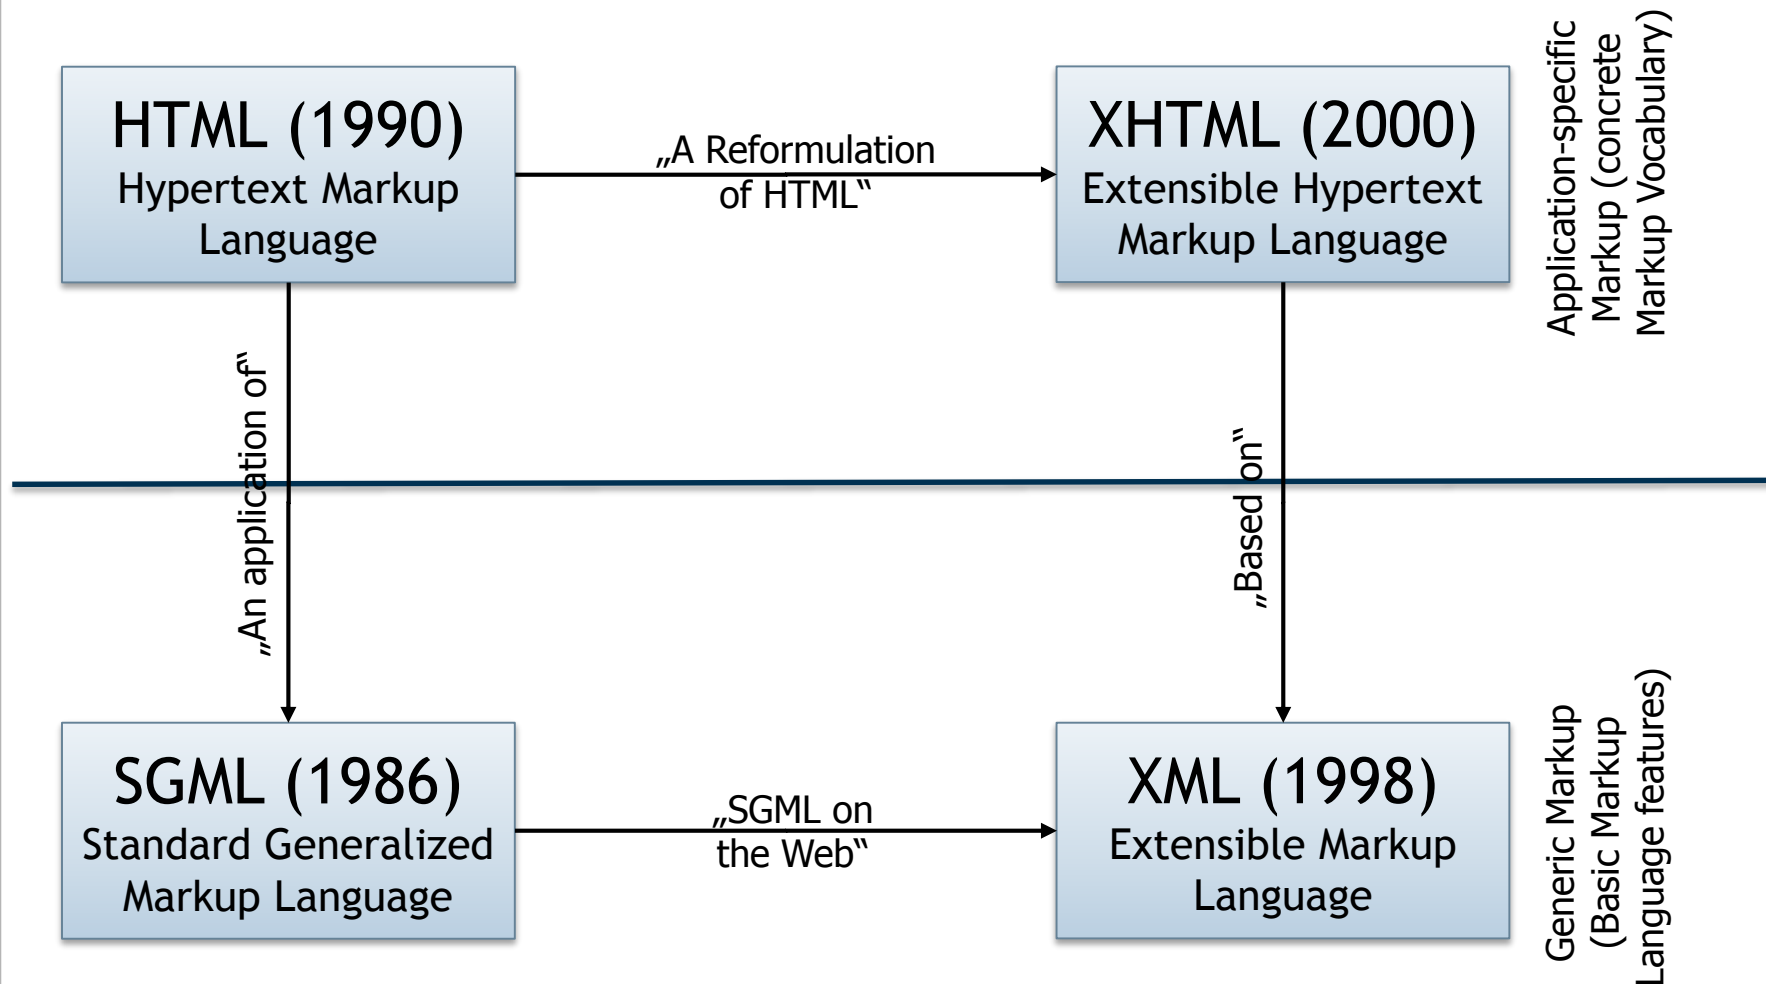 HTML (1990)
Hypertext Markup
Language
„A Reformulation
of HTML“
XHTML (2000)
Extensible Hypertext
Markup Language
Application-specific
Markup (concrete
Markup Vocabulary)
„An application of“
„Based on“
SGML (1986)
Standard Generalized
Markup Language
„SGML on
the Web“
XML (1998)
Extensible Markup
Language
Generic Markup
(Basic Markup
Language features)